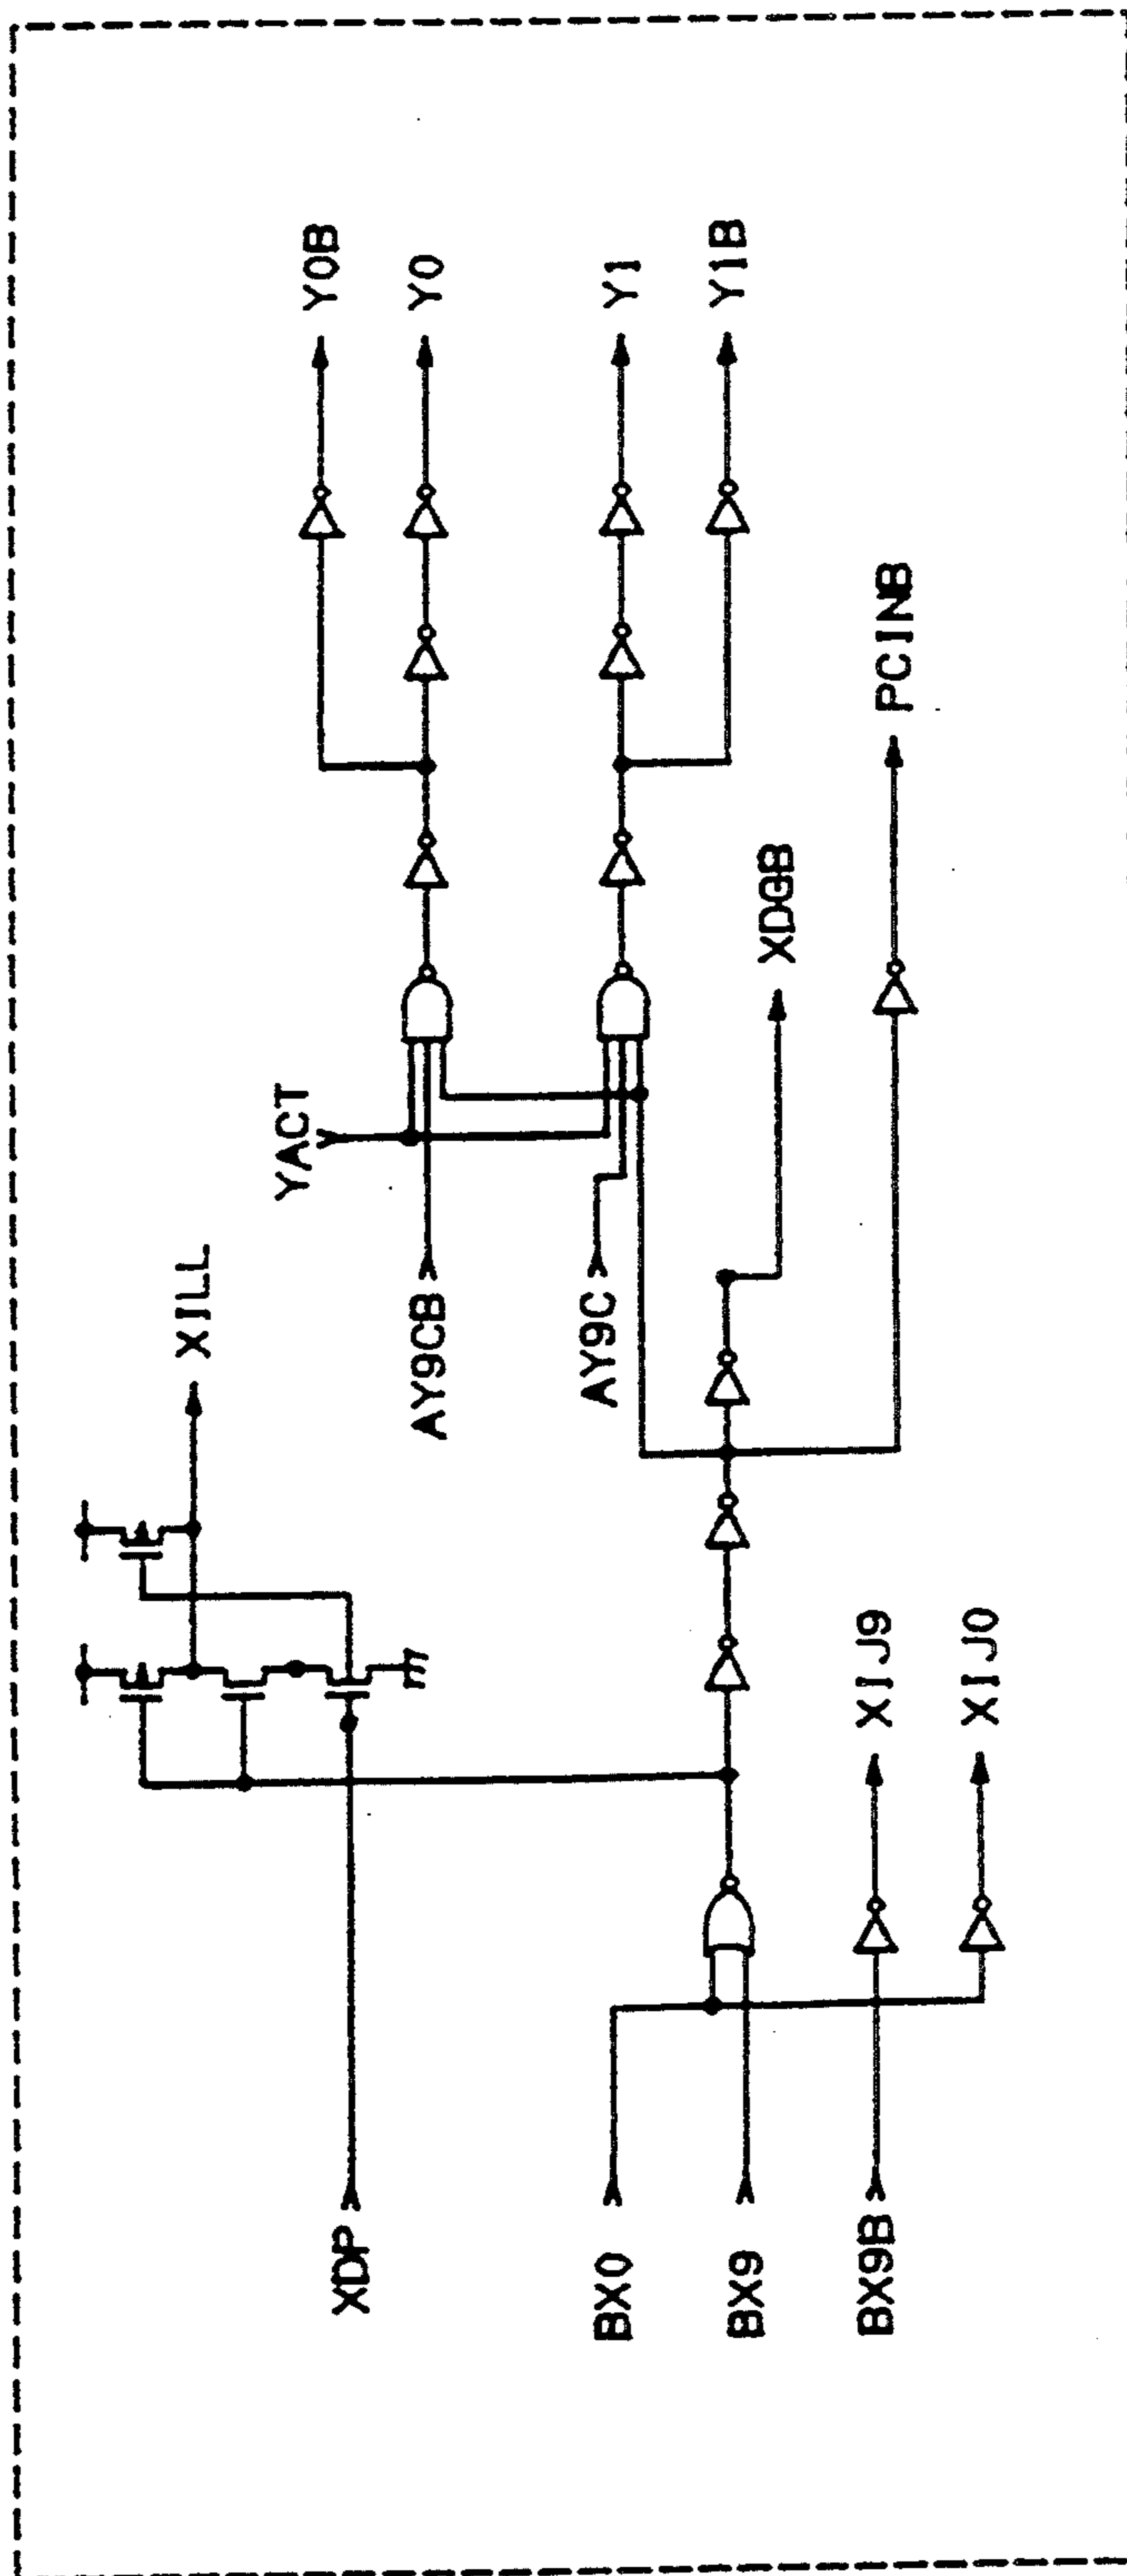 XDP
BX0
BX9
BX9B
XILL
XIJ9
XIJ0
YACT
AY9CB
AY9C
XDGB
PCINB
Y0B
Y0
Y1
Y1B